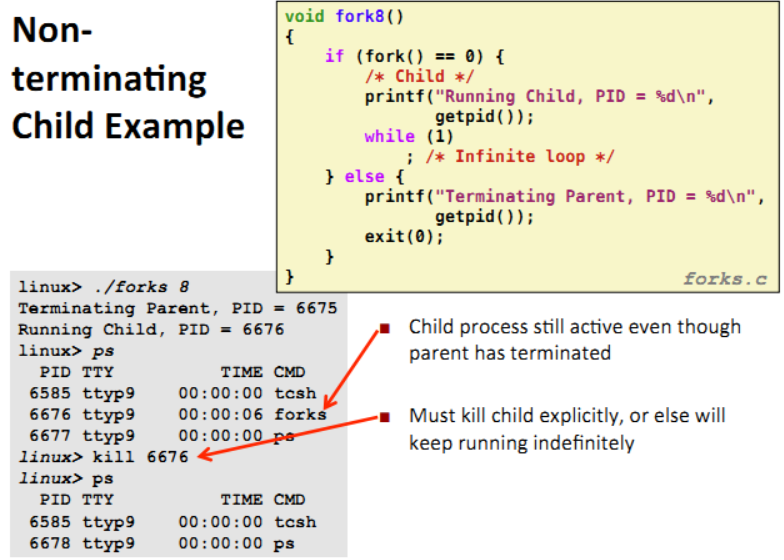 Non-
terminating
Child Example
void fork8()
{
    if (fork() == 0) {
        /* Child */
        printf("Running Child, PID = %d\n",
               getpid());
        while (1)
            ; /* Infinite loop */
    } else {
        printf("Terminating Parent, PID = %d\n",
               getpid());
        exit(0);
    }
}
forks.c
linux> ./forks 8
Terminating Parent, PID = 6675
Running Child, PID = 6676
linux> ps
  PID TTY          TIME CMD
 6585 ttyp9    00:00:00 tcsh
 6676 ttyp9    00:00:06 forks
 6677 ttyp9    00:00:00 ps
linux> kill 6676
linux> ps
  PID TTY          TIME CMD
 6585 ttyp9    00:00:00 tcsh
 6678 ttyp9    00:00:00 ps
■ Child process still active even though
parent has terminated
■ Must kill child explicitly, or else will
keep running indefinitely